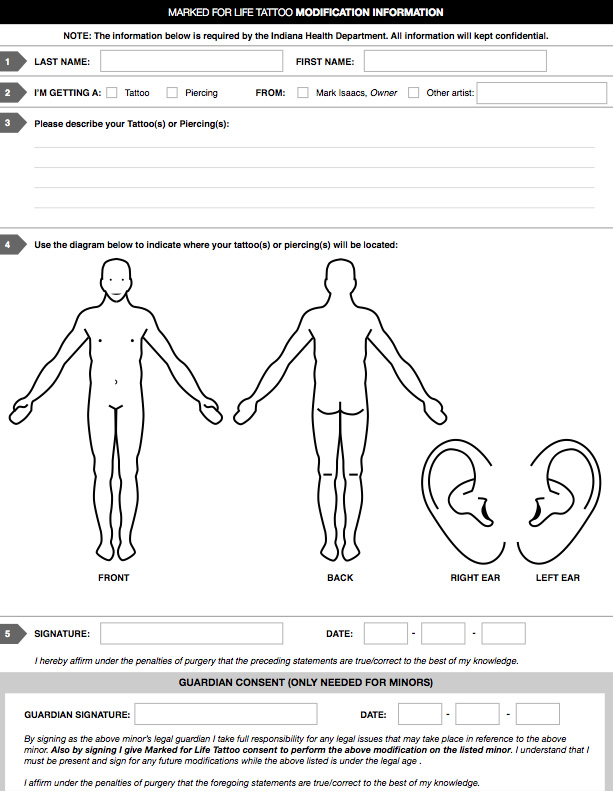 MARKED FOR LIFE TATTOO MODIFICATION INFORMATION
NOTE: The information below is required by the Indiana Health Department. All information will kept confidential.
1 LAST NAME: FIRST NAME:
2 I'M GETTING A: Tattoo Piercing FROM: Mark Isaacs, Owner Other artist:
3 Please describe your Tattoo(s) or Piercing(s):
4 Use the diagram below to indicate where your tattoo(s) or piercing(s) will be located:
FRONT BACK RIGHT EAR LEFT EAR
5 SIGNATURE: DATE: - -
I hereby affirm under the penalties of purgery that the preceding statements are true/correct to the best of my knowledge.
GUARDIAN CONSENT (ONLY NEEDED FOR MINORS)
GUARDIAN SIGNATURE: DATE: - -
By signing as the above minor's legal guardian I take full responsibility for any legal issues that may take place in reference to the above
minor. Also by signing I give Marked for Life Tattoo consent to perform the above modification on the listed minor. I understand that I
must be present and sign for any future modifications while the above listed is under the legal age .
I affirm under the penalties of purgery that the foregoing statements are true/correct to the best of my knowledge.